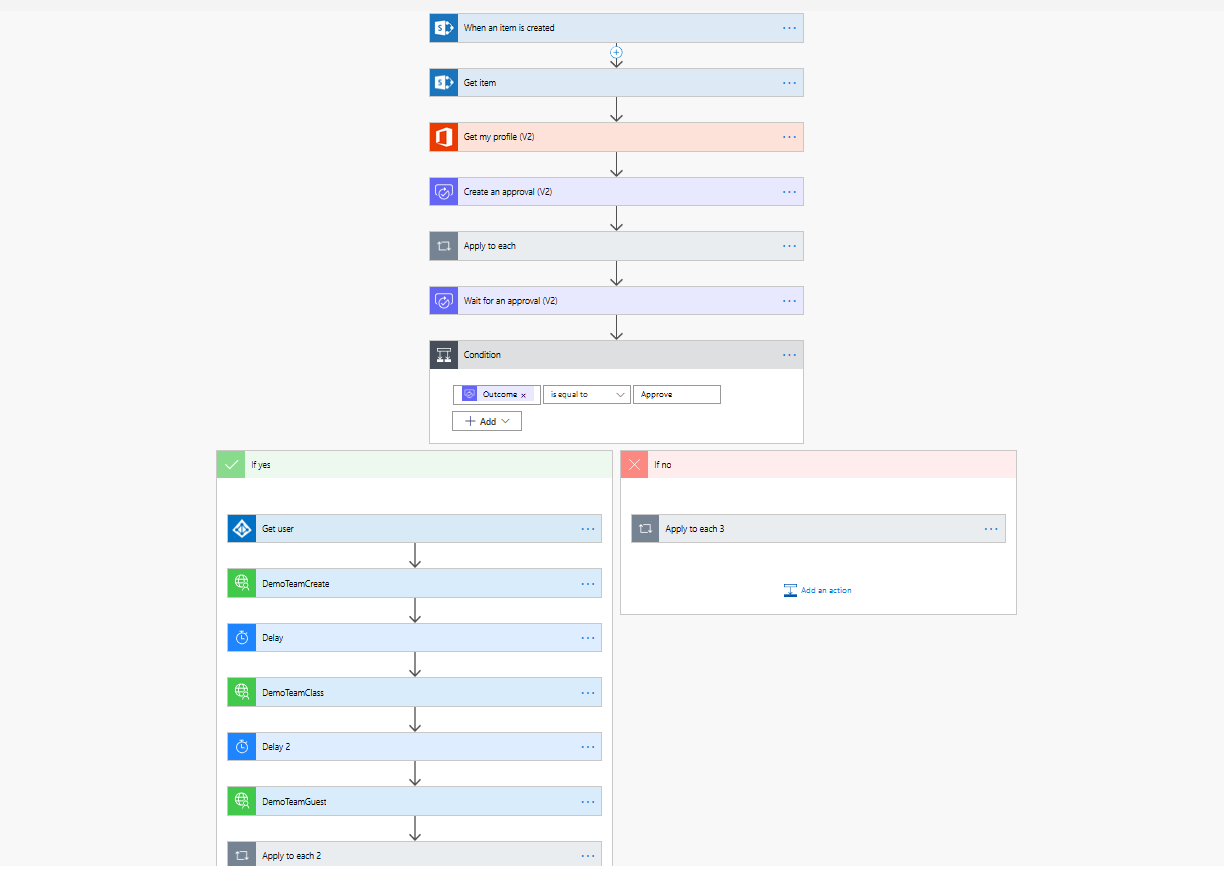 When an item is created
Get item
Get my profile (V2)
Create an approval (V2)
Apply to each
Wait for an approval (V2)
Condition
Outcome x is equal to Approve
+ Add
If yes
Get user
DemoTeamCreate
Delay
DemoTeamClass
Delay 2
DemoTeamGuest
Apply to each 2
If no
Apply to each 3
Add an action